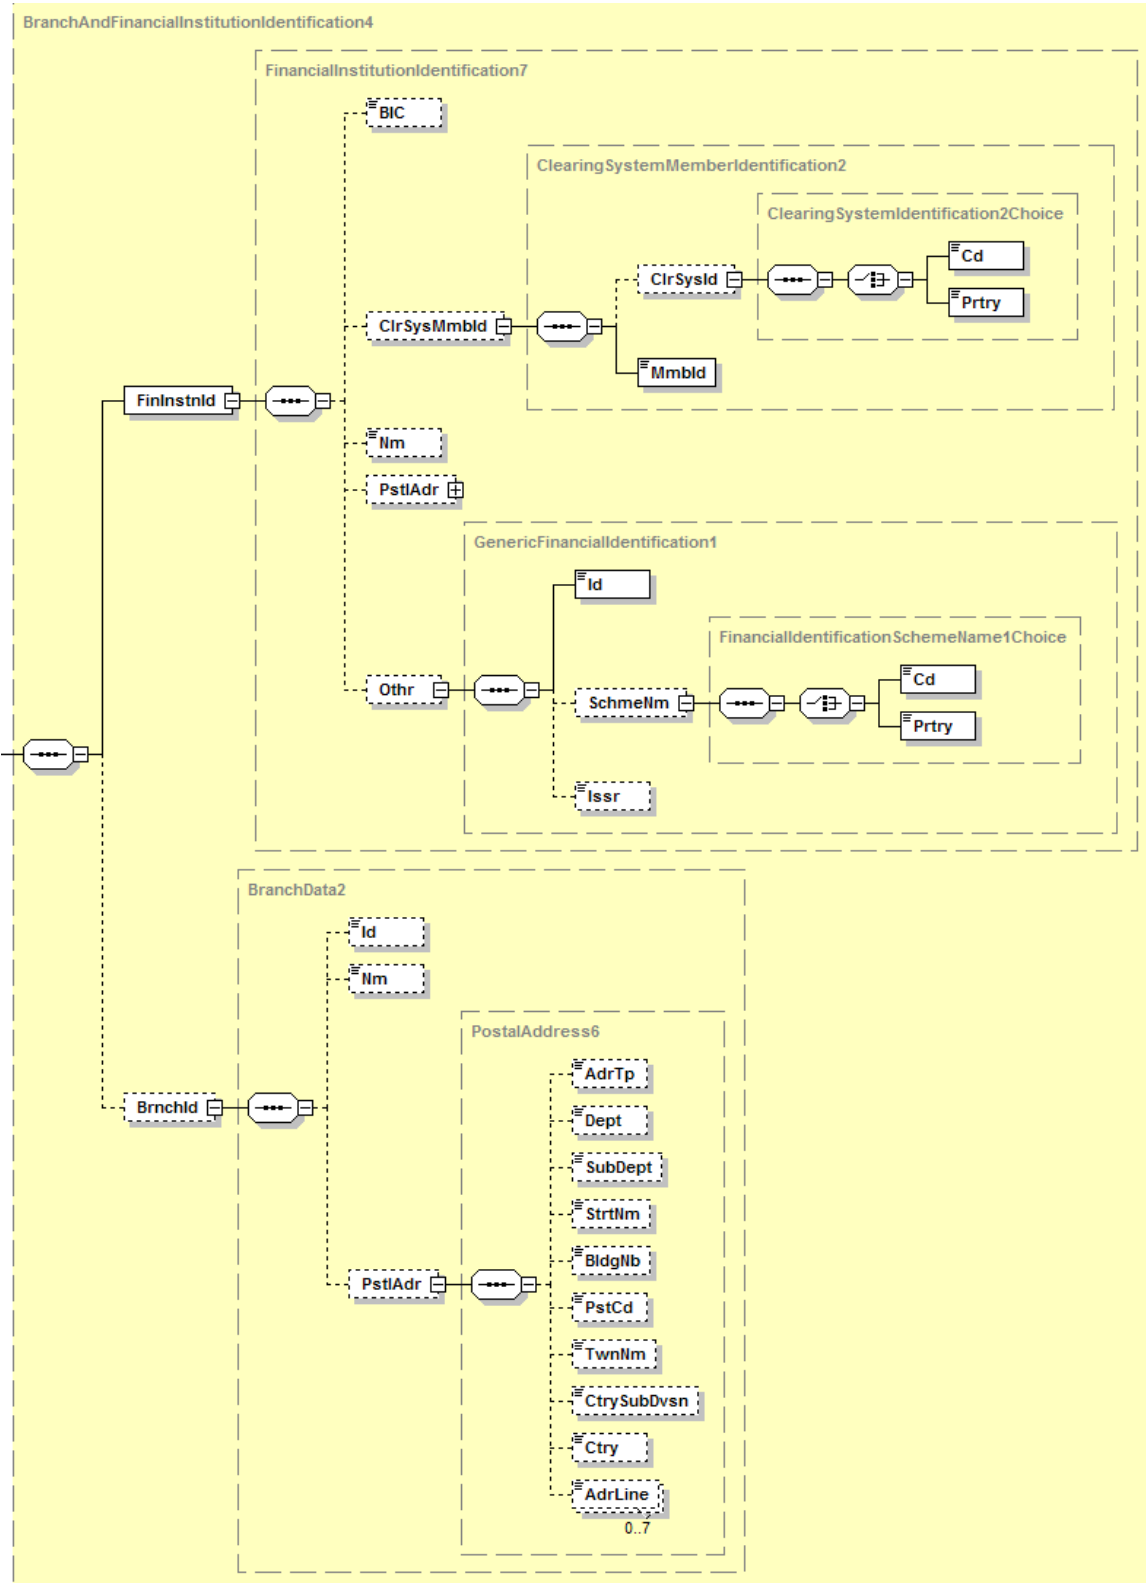 BranchAndFinancialInstitutionIdentification4
FinancialInstitutionIdentification7
BIC
ClearingSystemMemberIdentification2
ClearingSystemIdentification2Choice
Cd
ClrSysId
Prtry
ClrSysMmbId
MmbId
FinInstnId
Nm
PstlAdr
GenericFinancialIdentification1
Id
FinancialIdentificationSchemeName1Choice
Cd
Othr
SchmeNm
Prtry
Issr
BranchData2
Id
Nm
PostalAddress6
AdrTp
BrnchId
Dept
SubDept
StrtNm
BldgNb
PstlAdr
PstCd
TwnNm
CtrySubDvsn
Ctry
AdrLine
0..7